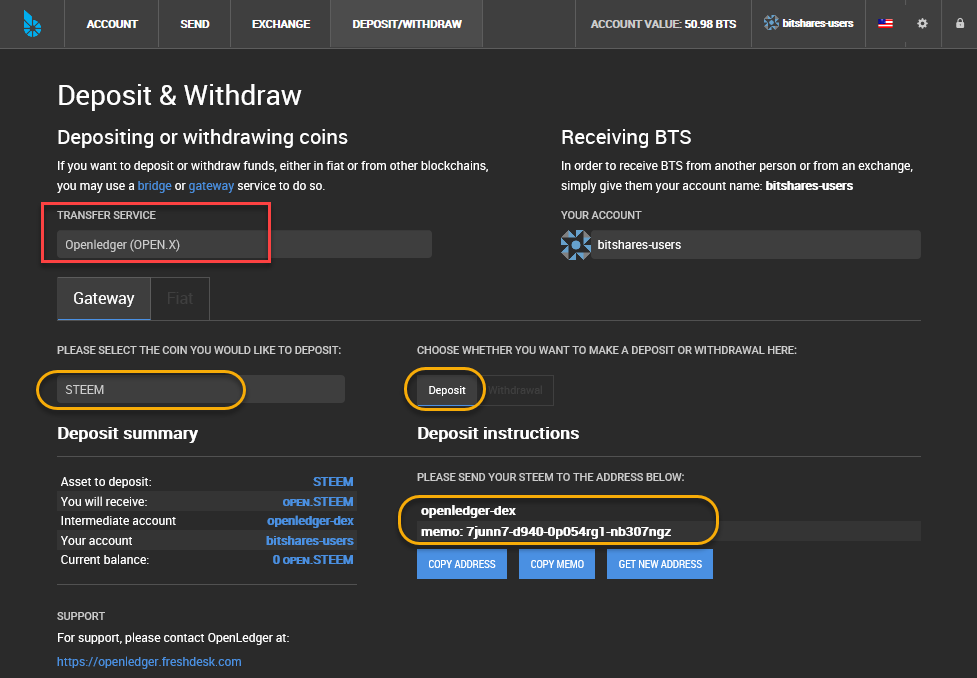 ACCOUNT SEND EXCHANGE DEPOSIT/WITHDRAW ACCOUNT VALUE: 50.98 BTS bitshares-users
Deposit & Withdraw
Depositing or withdrawing coins
If you want to deposit or withdraw funds, either in fiat or from other blockchains,
you may use a bridge or gateway service to do so.
Receiving BTS
In order to receive BTS from another person or from an exchange,
simply give them your account name: bitshares-users
TRANSFER SERVICE
Openledger (OPEN.X)
YOUR ACCOUNT
bitshares-users
Gateway Fiat
PLEASE SELECT THE COIN YOU WOULD LIKE TO DEPOSIT:
STEEM
CHOOSE WHETHER YOU WANT TO MAKE A DEPOSIT OR WITHDRAWAL HERE:
Deposit Withdrawal
Deposit summary
Asset to deposit: STEEM
You will receive: OPEN.STEEM
Intermediate account openledger-dex
Your account bitshares-users
Current balance: 0 OPEN.STEEM
Deposit instructions
PLEASE SEND YOUR STEEM TO THE ADDRESS BELOW:
openledger-dex
memo: 7junn7-d940-0p054rg1-nb307ngz
COPY ADDRESS COPY MEMO GET NEW ADDRESS
SUPPORT
For support, please contact OpenLedger at:
https://openledger.freshdesk.com